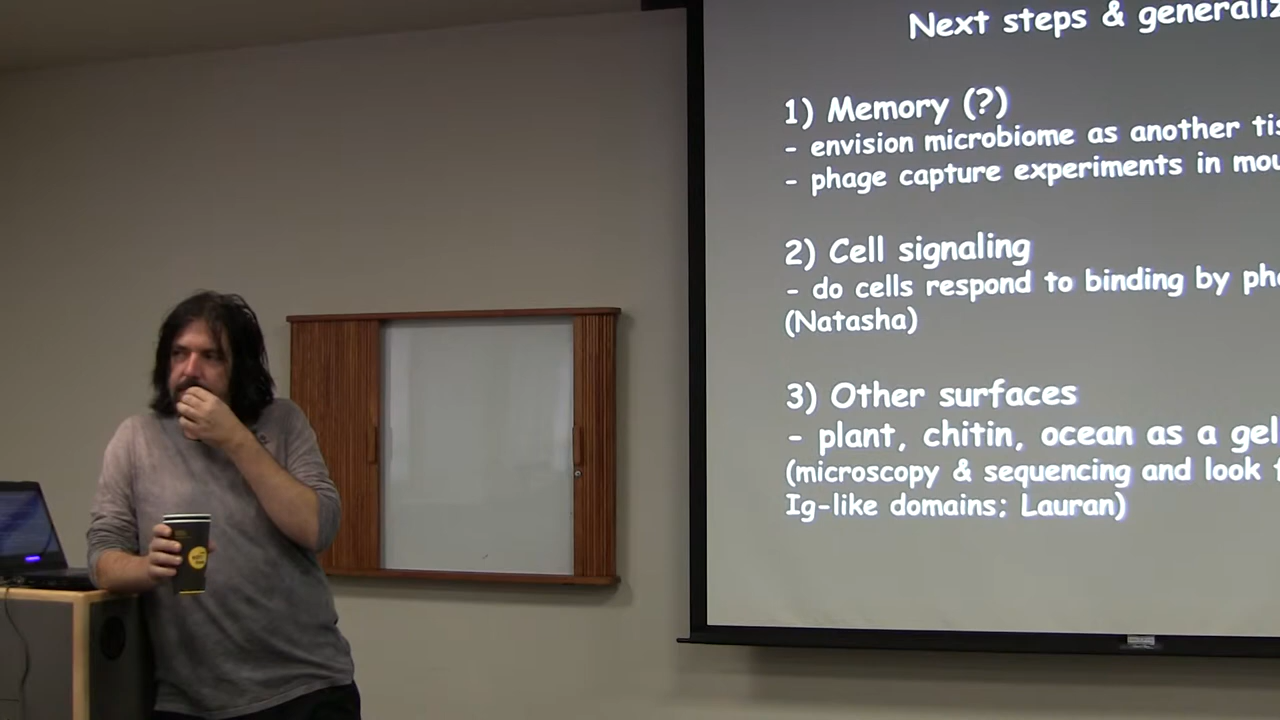 Next steps & generaliz
1) Memory (?)
- envision microbiome as another tis
- phage capture experiments in mou
2) Cell signaling
- do cells respond to binding by pha
(Natasha)
3) Other surfaces
- plant, chitin, ocean as a gel
(microscopy & sequencing and look f
Ig-like domains; Lauran)